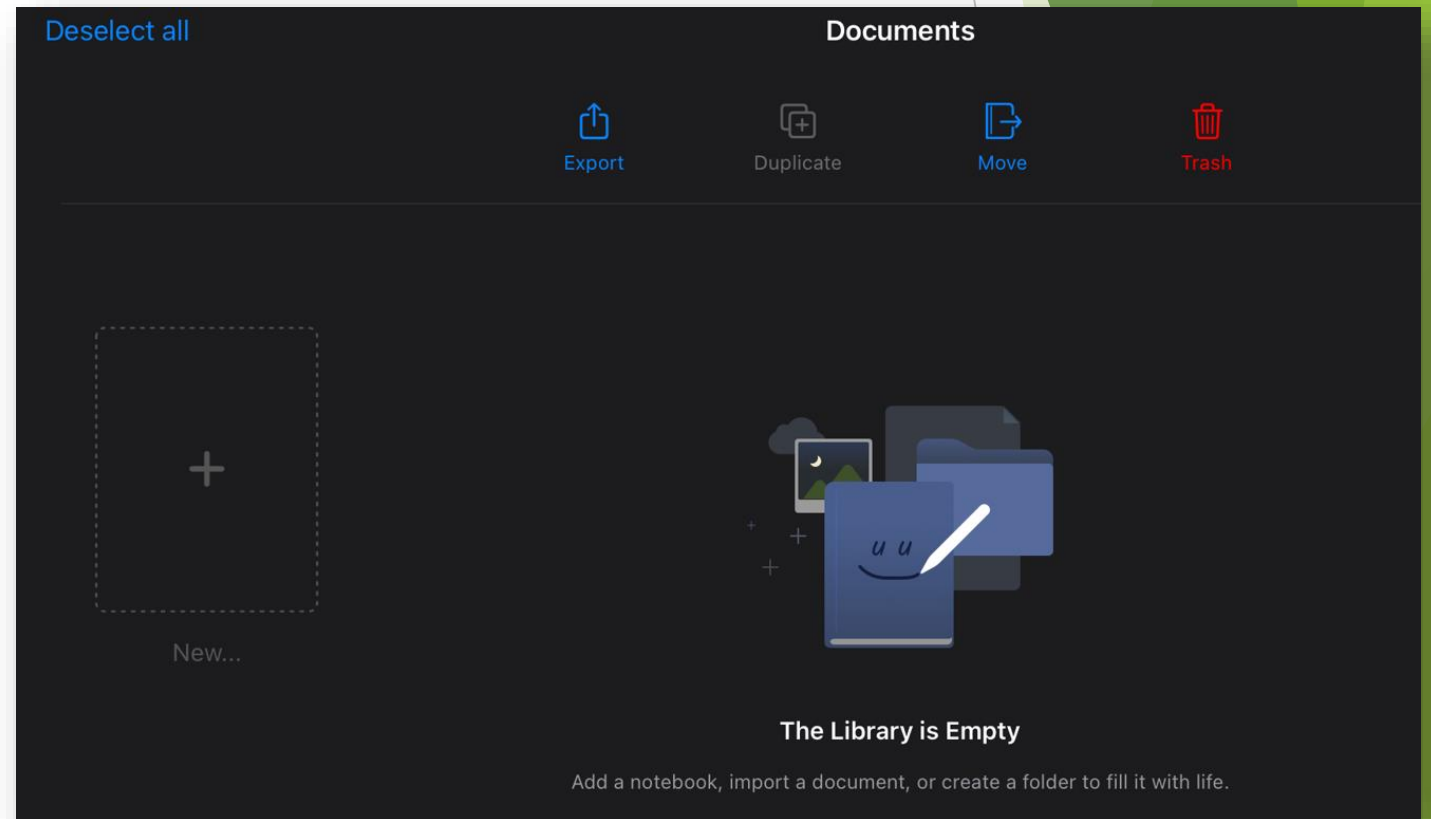 Deselect all
Documents
Export
Duplicate
Move
Trash
New...
The Library is Empty
Add a notebook, import a document, or create a folder to fill it with life.